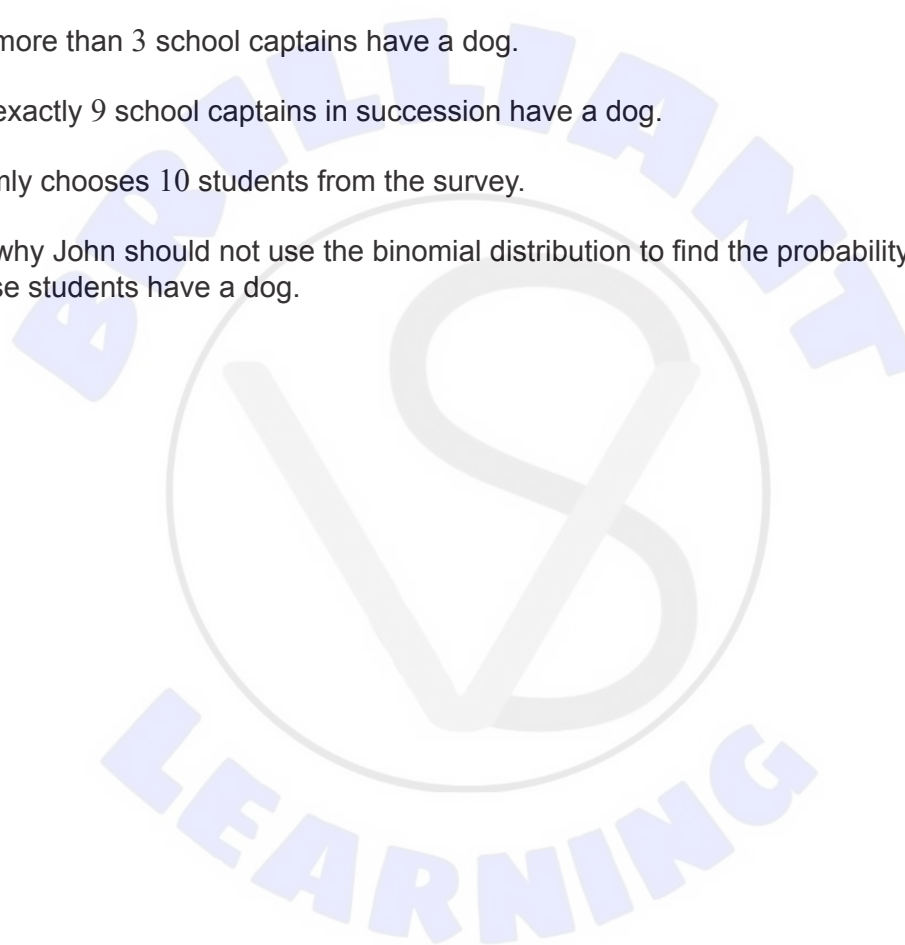 more than 3 school captains have a dog.
exactly 9 school captains in succession have a dog.
mly chooses 10 students from the survey.
why John should not use the binomial distribution to find the probability
se students have a dog.
BRILLIANT
VS
LEARNING